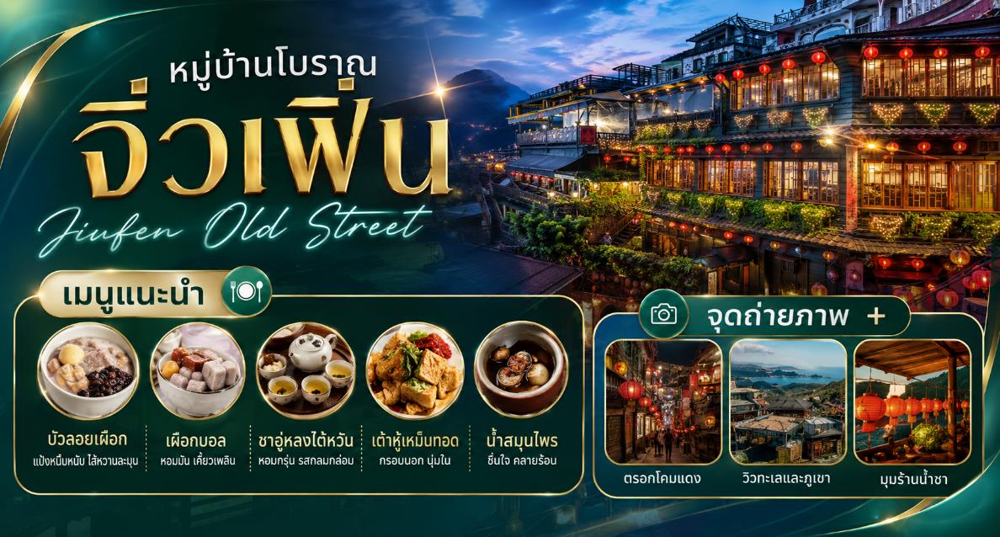 หมู่บ้านโบราณ
จิ่วเฟิ่น
Jiufen Old Street
เมนูแนะนำ
บัวลอยเผือก
แป้งหนึบหนับ ไส้หวานละมุน
เผือกบอล
หอมมัน เคี้ยวเพลิน
ชาอู่หลงไต้หวัน
หอมกรุ่น รสกลมกล่อม
เต้าหู้เหม็นทอด
กรอบนอก นุ่มใน
น้ำสมุนไพร
ชื่นใจ คลายร้อน
จุดถ่ายภาพ +
ตรอกโคมแดง
วิวทะเลและภูเขา
มุมร้านน้ำชา